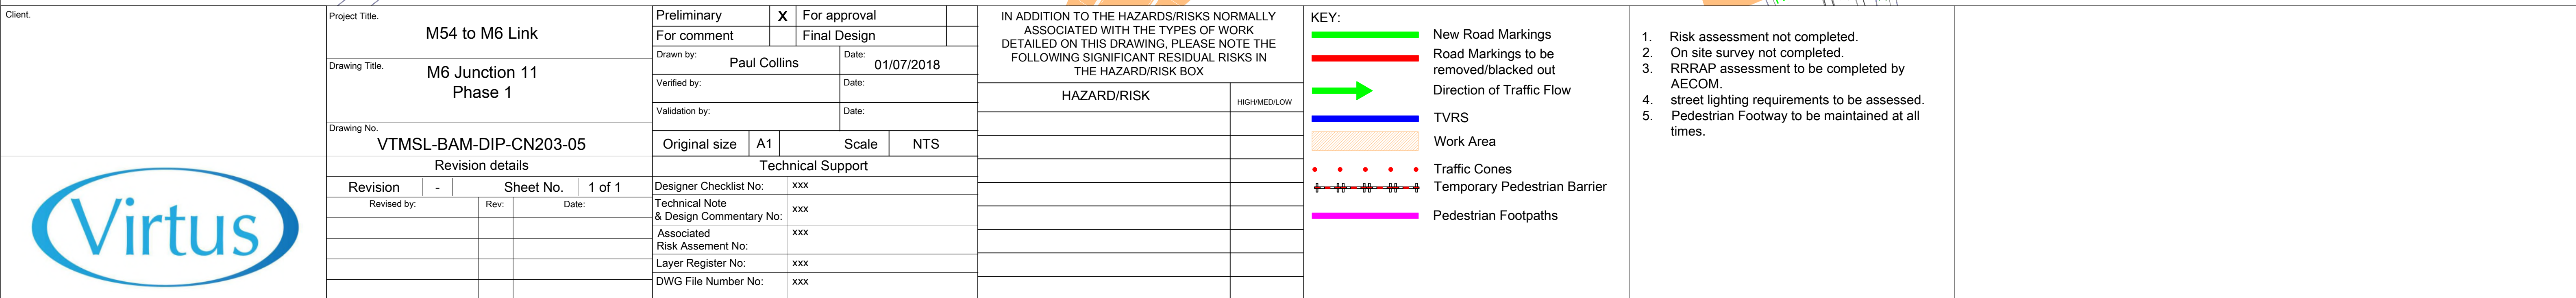 Client.
Virtus
Project Title.
M54 to M6 Link
Drawing Title.
M6 Junction 11
Phase 1
Drawing No.
VTMSL-BAM-DIP-CN203-05
Revision details
Revision - Sheet No. 1 of 1
Revised by: Rev: Date:
Preliminary X For approval
For comment Final Design
Drawn by: Paul Collins Date: 01/07/2018
Verified by: Date:
Validation by: Date:
Original size A1 Scale NTS
Technical Support
Designer Checklist No: xxx
Technical Note
& Design Commentary No: xxx
Associated
Risk Assement No: xxx
Layer Register No: xxx
DWG File Number No: xxx
IN ADDITION TO THE HAZARDS/RISKS NORMALLY
ASSOCIATED WITH THE TYPES OF WORK
DETAILED ON THIS DRAWING, PLEASE NOTE THE
FOLLOWING SIGNIFICANT RESIDUAL RISKS IN
THE HAZARD/RISK BOX
HAZARD/RISK HIGH/MED/LOW
KEY:
New Road Markings
Road Markings to be
removed/blacked out
Direction of Traffic Flow
TVRS
Work Area
Traffic Cones
Temporary Pedestrian Barrier
Pedestrian Footpaths
1. Risk assessment not completed.
2. On site survey not completed.
3. RRRAP assessment to be completed by
AECOM.
4. street lighting requirements to be assessed.
5. Pedestrian Footway to be maintained at all
times.